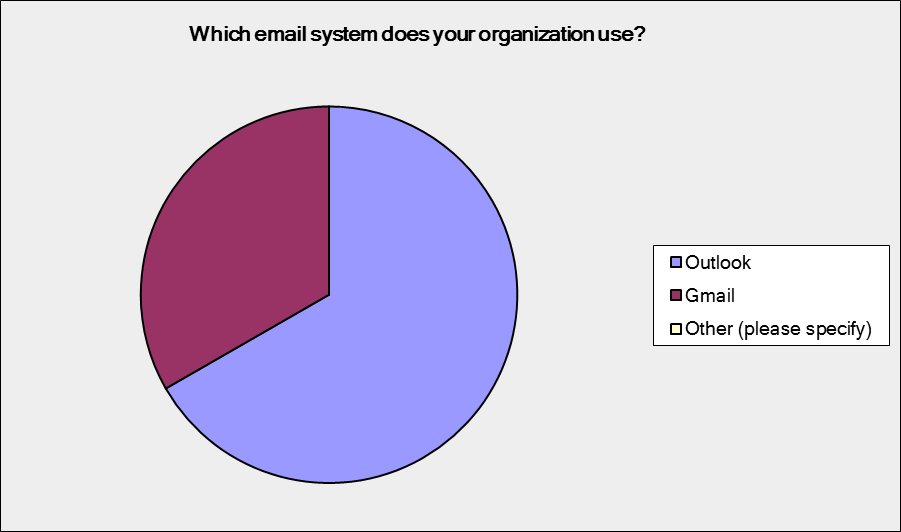 Which email system does your organization use?
Outlook
Gmail
Other (please specify)